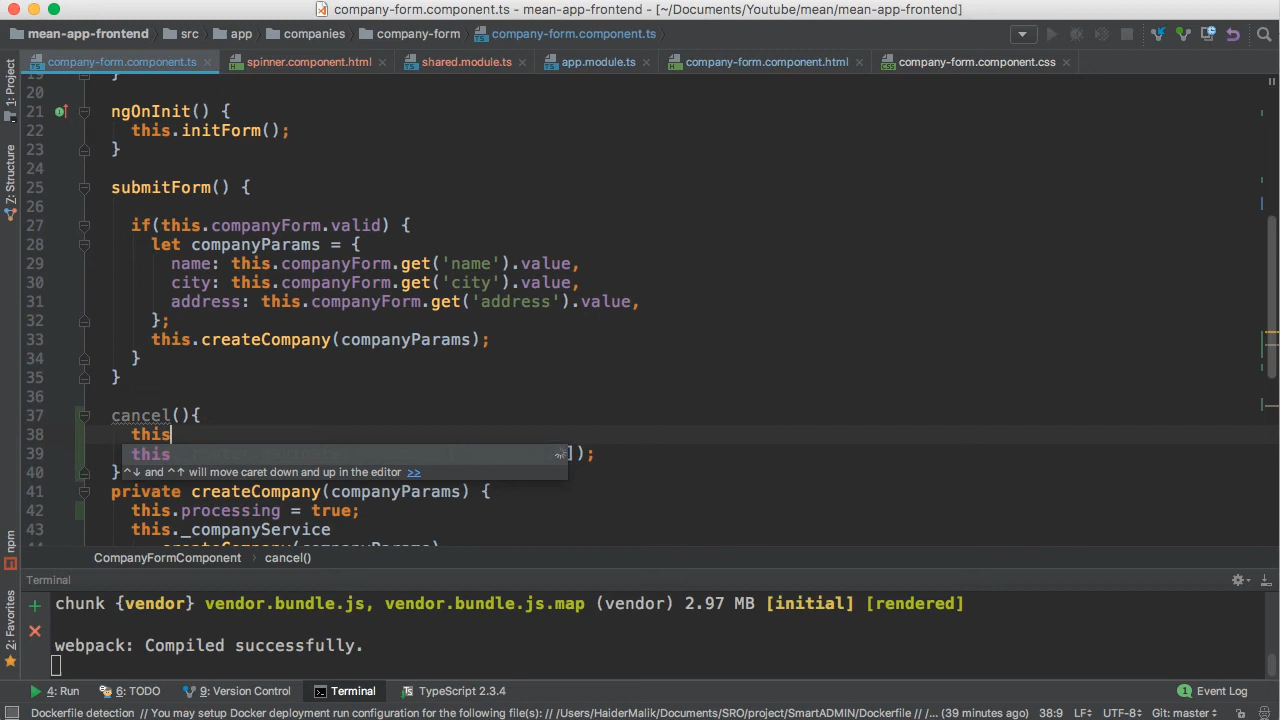 company-form.component.ts - mean-app-frontend - [~/Documents/Youtube/mean/mean-app-frontend]
mean-app-frontend src app companies company-form company-form.component.ts
company-form.component.ts spinner.component.html shared.module.ts app.module.ts company-form.component.html company-form.component.css
1: Project
Z: Structure
npm
2: Favorites
19 }
20
21 ngOnInit() {
22 this.initForm();
23 }
24
25 submitForm() {
26
27 if(this.companyForm.valid) {
28 let companyParams = {
29 name: this.companyForm.get('name').value,
30 city: this.companyForm.get('city').value,
31 address: this.companyForm.get('address').value,
32 };
33 this.createCompany(companyParams);
34 }
35 }
36
37 cancel(){
38 this
39 this ]);
40 } ^↓ and ^↑ will move caret down and up in the editor >>
41 private createCompany(companyParams) {
42 this.processing = true;
43 this._companyService
CompanyFormComponent cancel()
Terminal
chunk {vendor} vendor.bundle.js, vendor.bundle.js.map (vendor) 2.97 MB [initial] [rendered]
webpack: Compiled successfully.
4: Run 6: TODO 9: Version Control Terminal TypeScript 2.3.4 1 Event Log
Dockerfile detection // You may setup Docker deployment run configuration for the following file(s): // /Users/HaiderMalik/Documents/SRO/project/SmartADMIN/Dockerfile // /... (39 minutes ago) 38:9 LF÷ UTF-8÷ Git: master÷